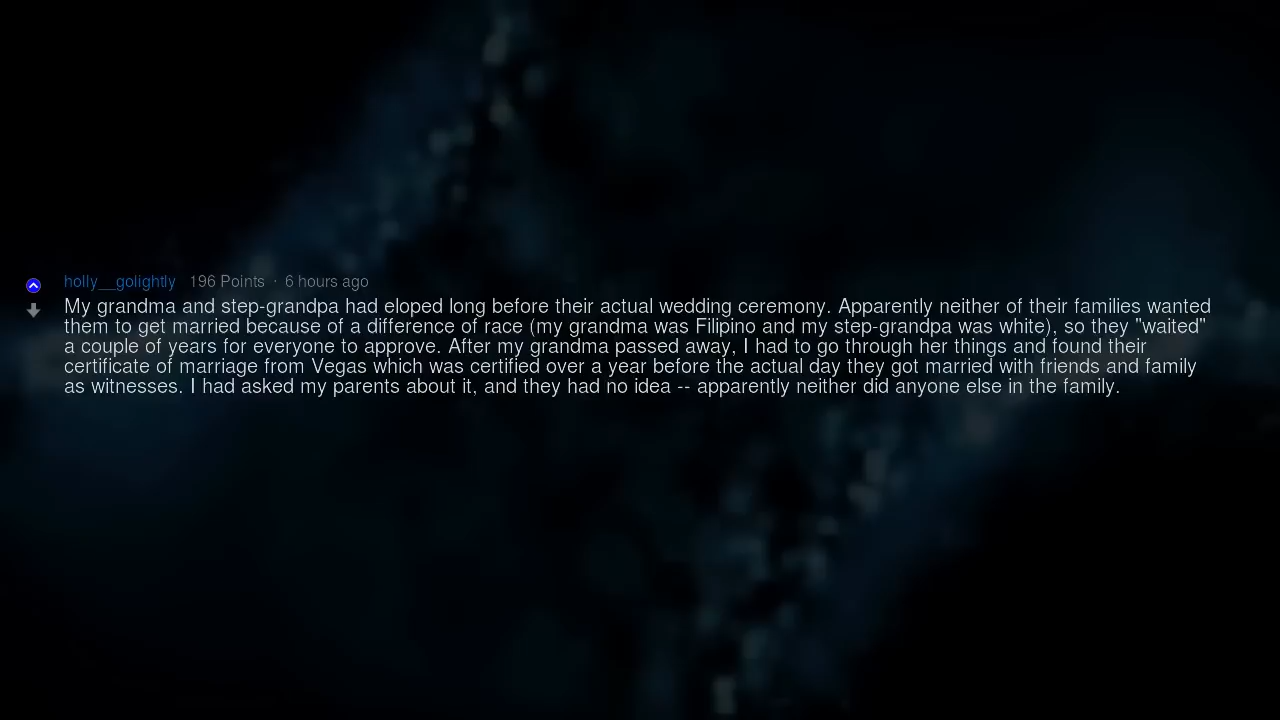 holly__golightly 196 Points · 6 hours ago
My grandma and step-grandpa had eloped long before their actual wedding ceremony. Apparently neither of their families wanted
them to get married because of a difference of race (my grandma was Filipino and my step-grandpa was white), so they "waited"
a couple of years for everyone to approve. After my grandma passed away, I had to go through her things and found their
certificate of marriage from Vegas which was certified over a year before the actual day they got married with friends and family
as witnesses. I had asked my parents about it, and they had no idea -- apparently neither did anyone else in the family.